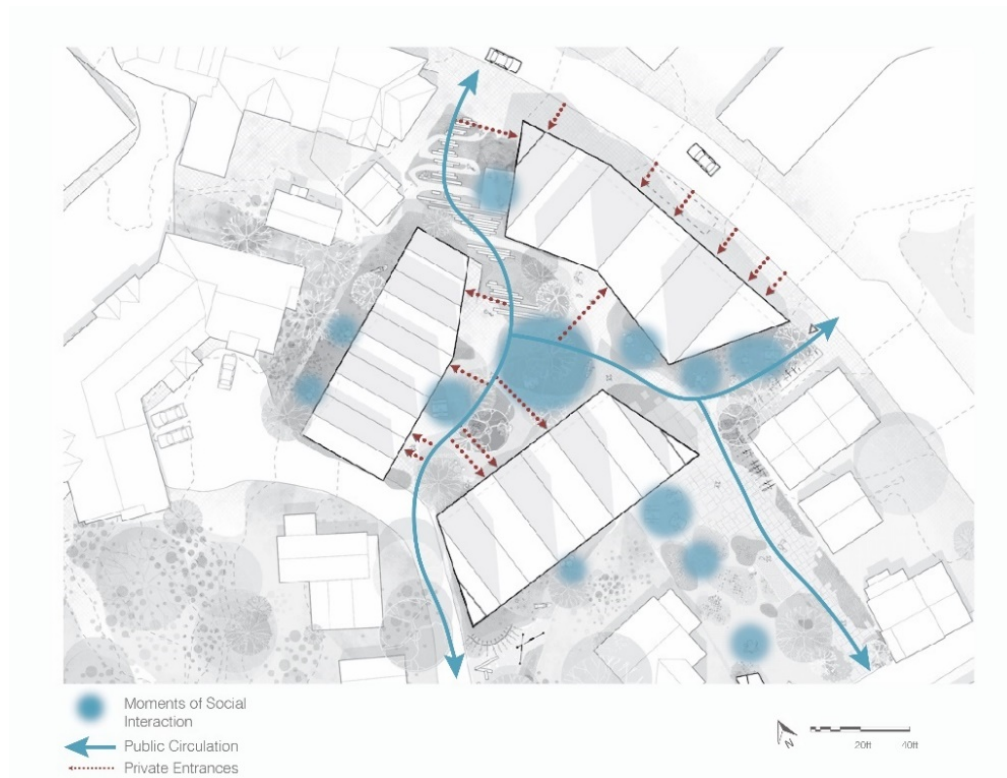 Moments of Social
Interaction
Public Circulation
Private Entrances
N
20ft 40ft